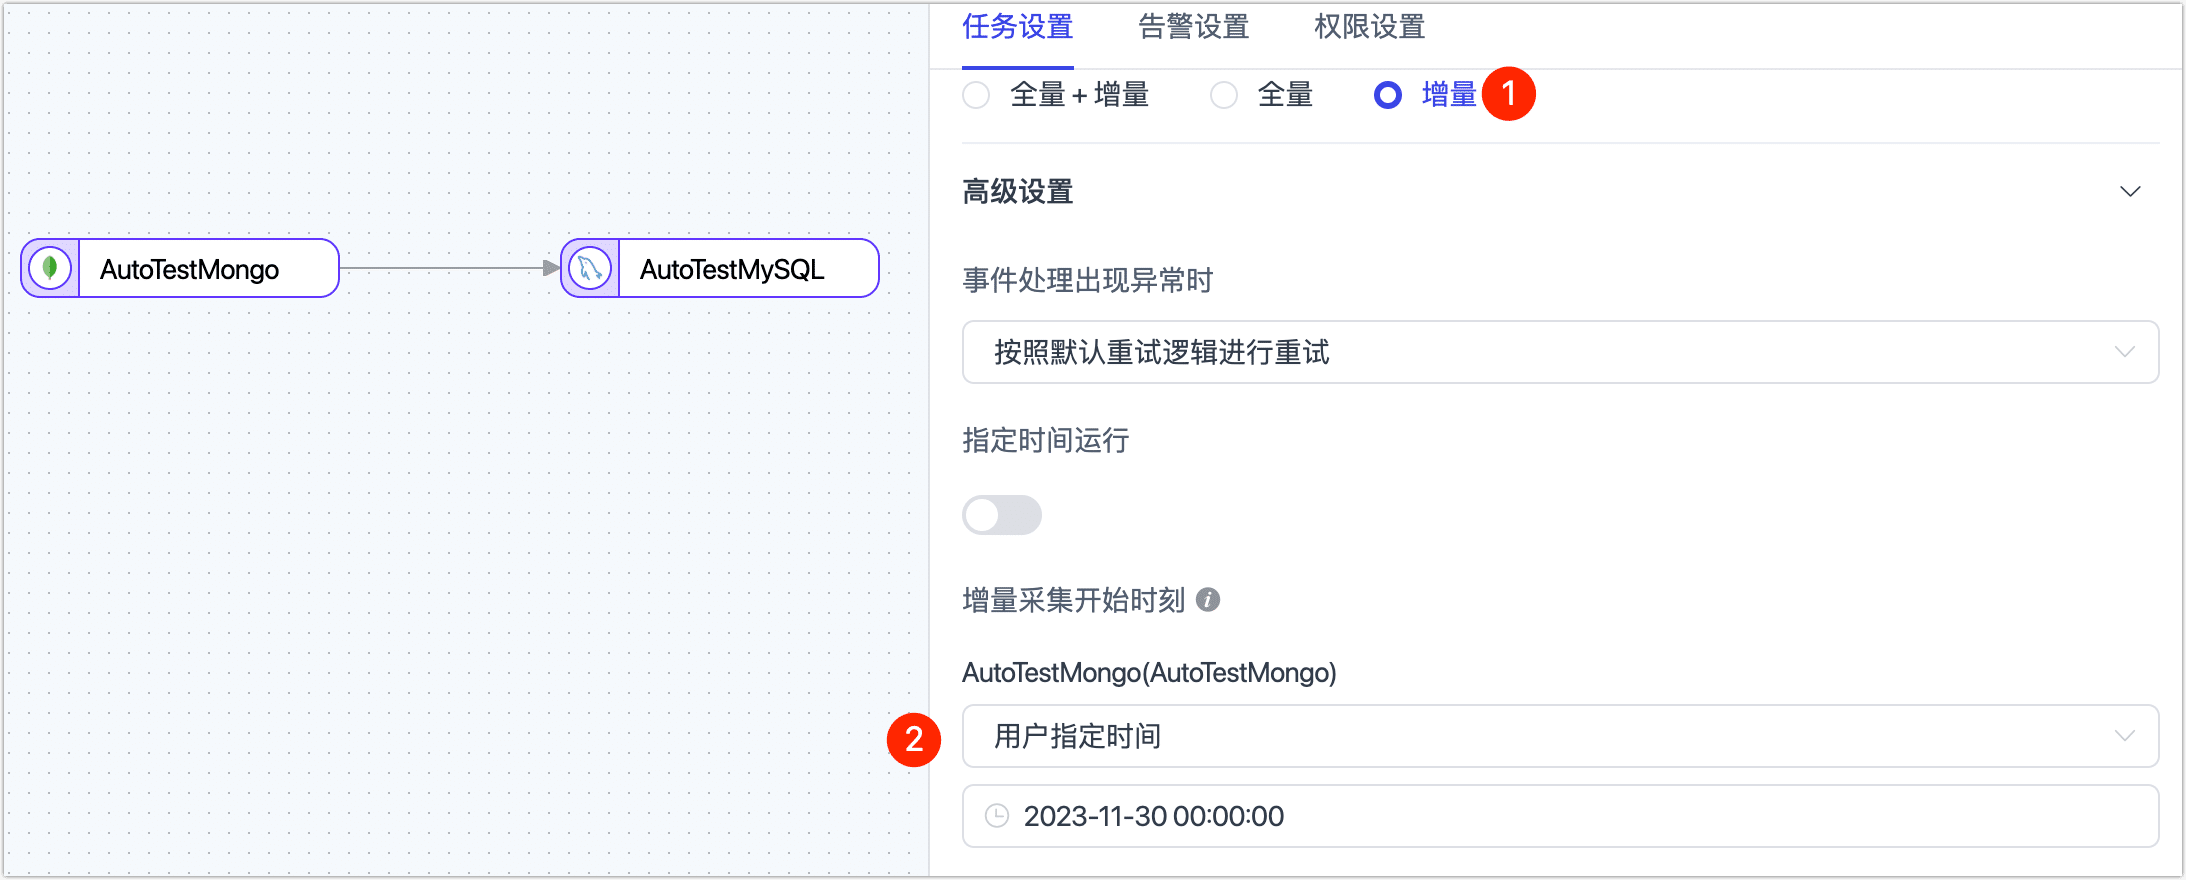 任务设置 告警设置 权限设置
全量 + 增量 全量 增量 1
高级设置
AutoTestMongo AutoTestMySQL
事件处理出现异常时
按照默认重试逻辑进行重试
指定时间运行
增量采集开始时刻 i
AutoTestMongo(AutoTestMongo)
2 用户指定时间
2023-11-30 00:00:00